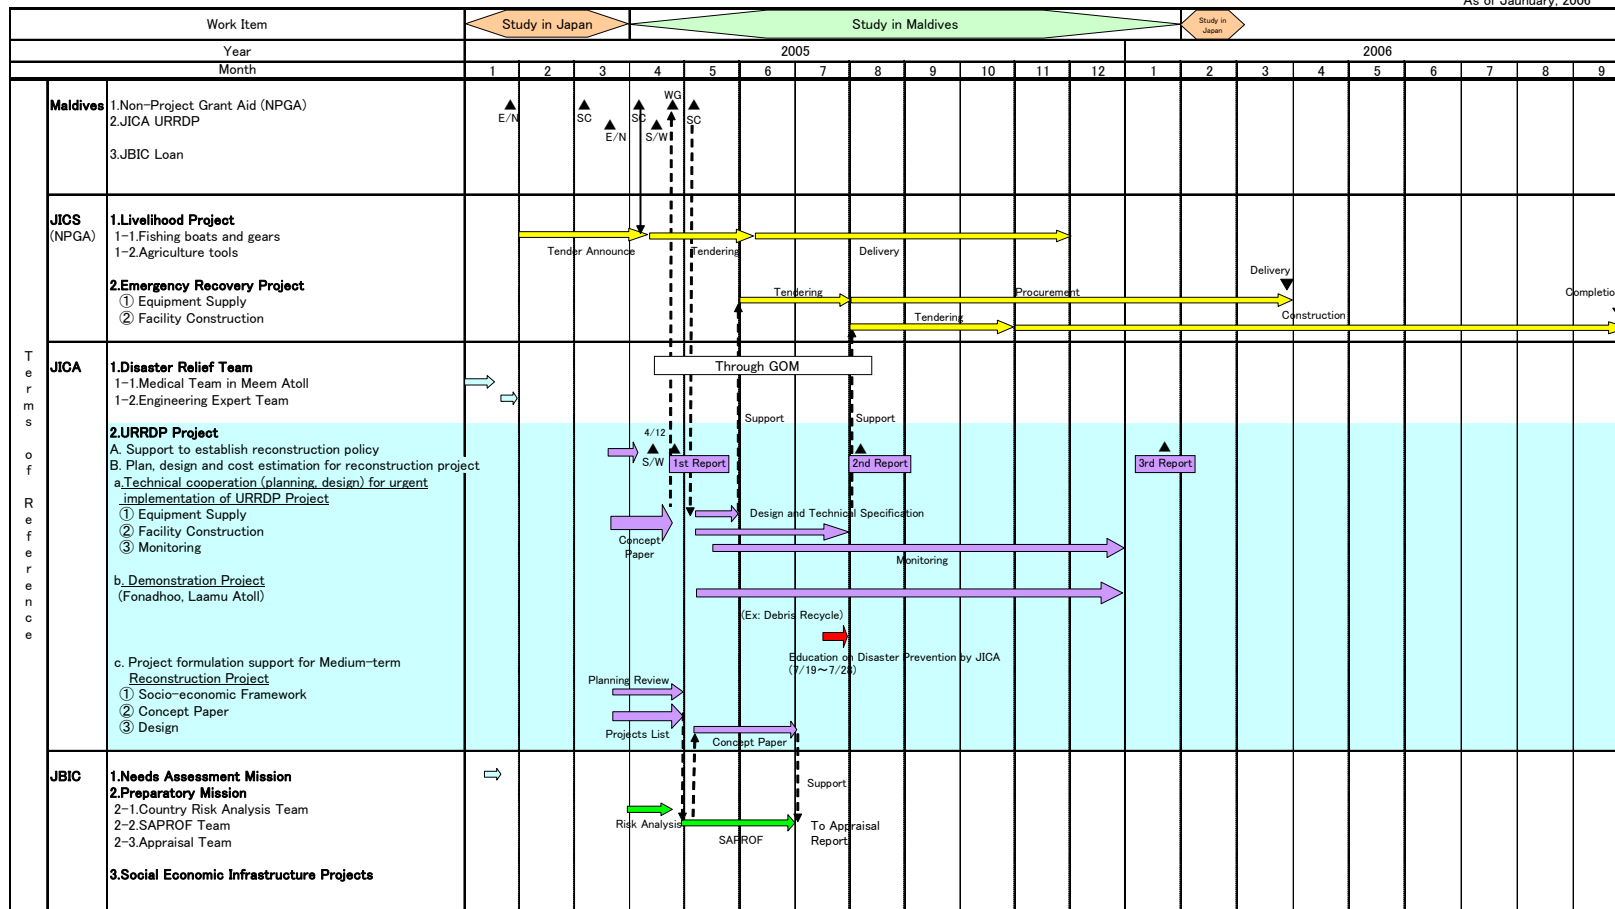 As of Jaunuary, 2006
Work Item
Study in Japan
Study in Maldives
Study in
Japan
Year
2005
2006
Month
1 2 3 4 5 6 7 8 9 10 11 12 1 2 3 4 5 6 7 8 9
Terms of Reference
Maldives
1.Non-Project Grant Aid (NPGA)
2.JICA URRDP
3.JBIC Loan
WG
E/N SC SC SC
E/N S/W
JICS
(NPGA)
1.Livelihood Project
1-1.Fishing boats and gears
1-2.Agriculture tools
Tender Announce Tendering Delivery
2.Emergency Recovery Project
① Equipment Supply
② Facility Construction
Delivery
Tendering Procurement Completio
Tendering Construction
JICA
1.Disaster Relief Team
1-1.Medical Team in Meem Atoll
1-2.Engineering Expert Team
Through GOM
Support Support
2.URRDP Project
A. Support to establish reconstruction policy
B. Plan, design and cost estimation for reconstruction project
4/12
S/W
1st Report 2nd Report 3rd Report
a.Technical cooperation (planning, design) for urgent
implementation of URRDP Project
① Equipment Supply
② Facility Construction
③ Monitoring
Concept
Paper
Design and Technical Specification
Monitoring
b. Demonstration Project
(Fonadhoo, Laamu Atoll)
(Ex: Debris Recycle)
Education on Disaster Prevention by JICA
(7/19~7/28)
c. Project formulation support for Medium-term
Reconstruction Project
① Socio-economic Framework
② Concept Paper
③ Design
Planning Review
Projects List
Concept Paper
JBIC
1.Needs Assessment Mission
2.Preparatory Mission
2-1.Country Risk Analysis Team
2-2.SAPROF Team
2-3.Appraisal Team
3.Social Economic Infrastructure Projects
Support
Risk Analysis
SAPROF
To Appraisal
Report